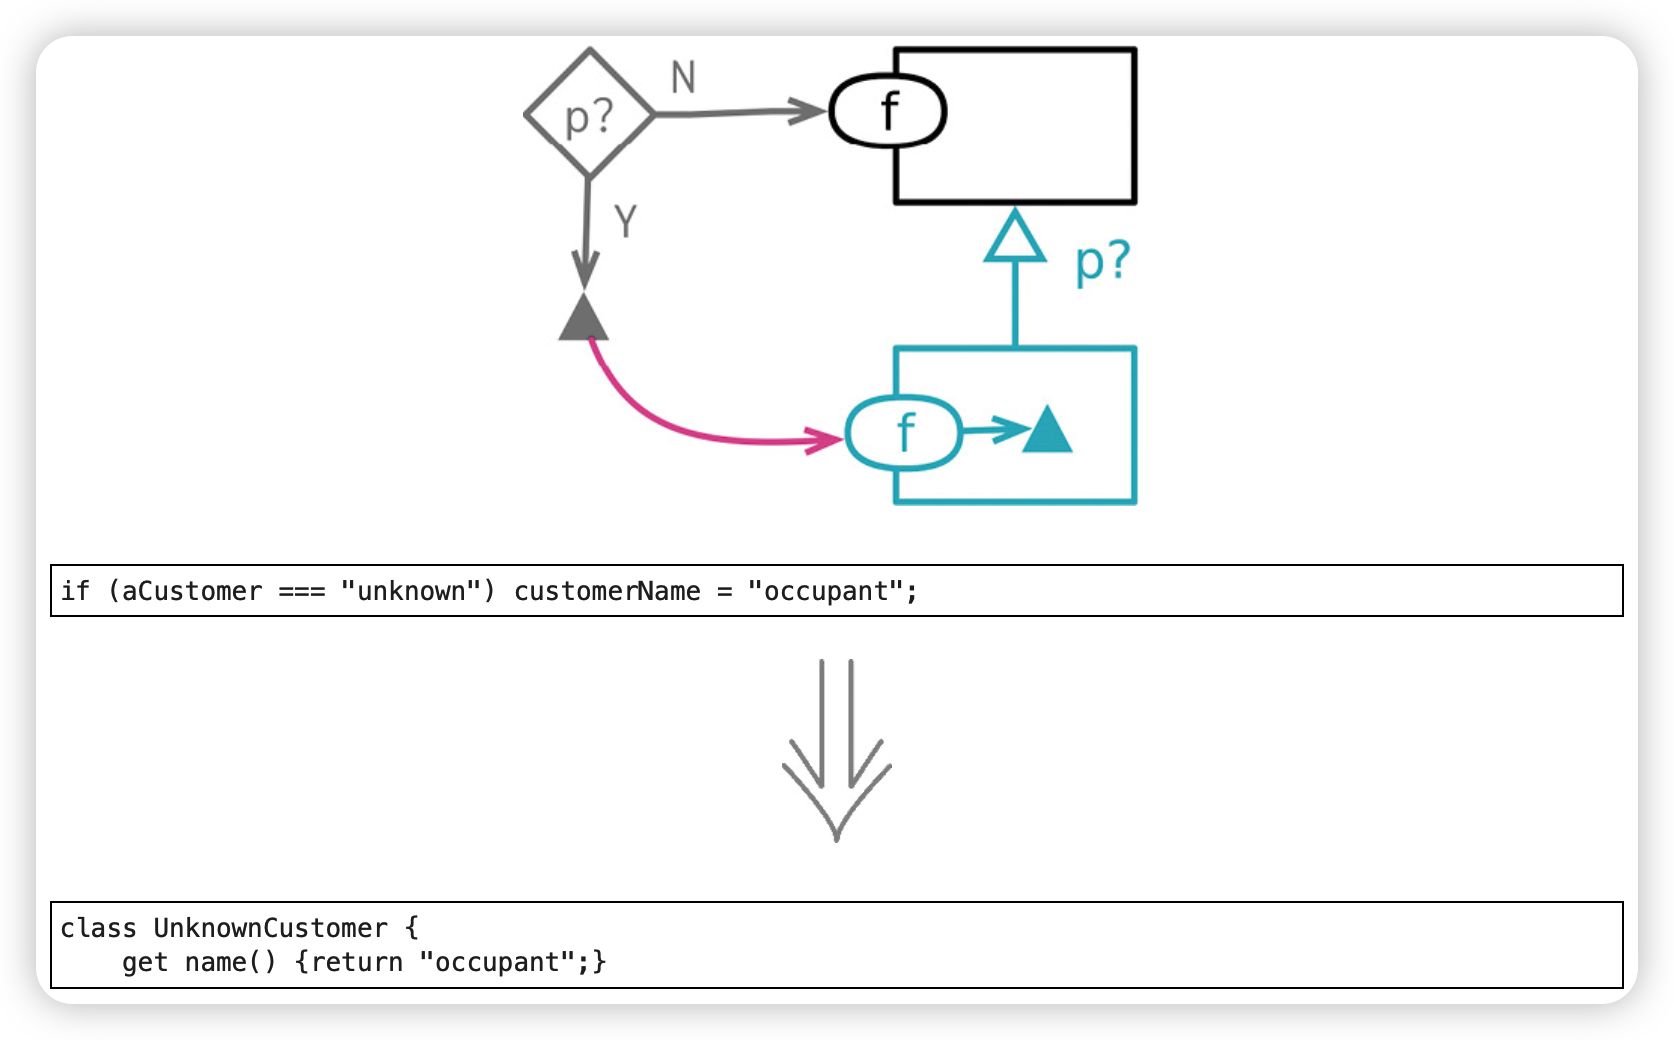 p?
N
f
Y
p?
f
if (aCustomer === "unknown") customerName = "occupant";
class UnknownCustomer {
    get name() {return "occupant";}